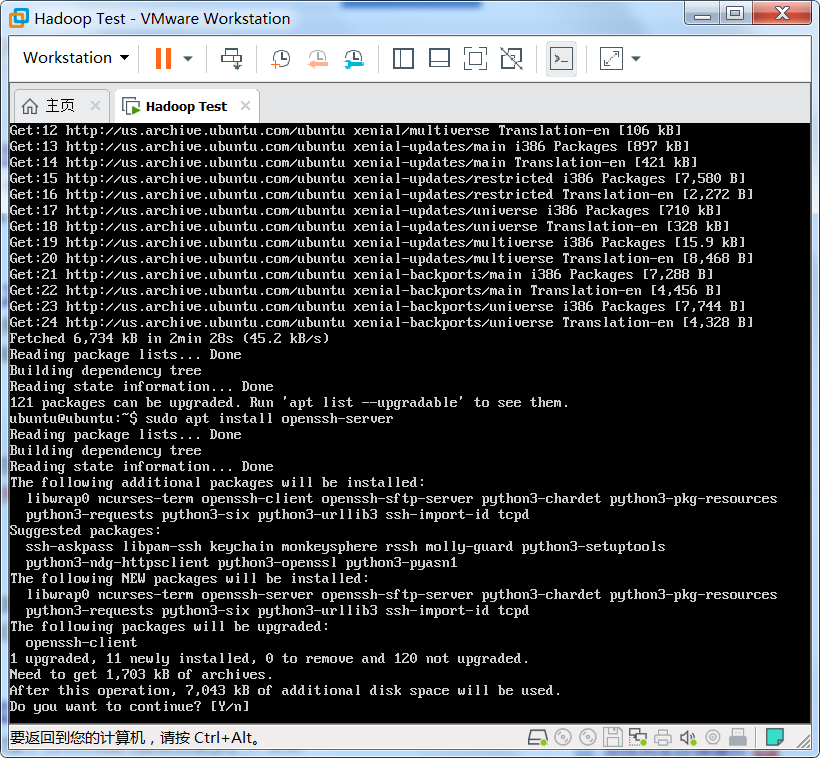 Hadoop Test - VMware Workstation
Workstation
主页
Hadoop Test
Get:12 http://us.archive.ubuntu.com/ubuntu xenial/multiverse Translation-en [106 kB]
Get:13 http://us.archive.ubuntu.com/ubuntu xenial-updates/main i386 Packages [897 kB]
Get:14 http://us.archive.ubuntu.com/ubuntu xenial-updates/main Translation-en [421 kB]
Get:15 http://us.archive.ubuntu.com/ubuntu xenial-updates/restricted i386 Packages [7,580 B]
Get:16 http://us.archive.ubuntu.com/ubuntu xenial-updates/restricted Translation-en [2,272 B]
Get:17 http://us.archive.ubuntu.com/ubuntu xenial-updates/universe i386 Packages [710 kB]
Get:18 http://us.archive.ubuntu.com/ubuntu xenial-updates/universe Translation-en [328 kB]
Get:19 http://us.archive.ubuntu.com/ubuntu xenial-updates/multiverse i386 Packages [15.9 kB]
Get:20 http://us.archive.ubuntu.com/ubuntu xenial-updates/multiverse Translation-en [8,468 B]
Get:21 http://us.archive.ubuntu.com/ubuntu xenial-backports/main i386 Packages [7,288 B]
Get:22 http://us.archive.ubuntu.com/ubuntu xenial-backports/main Translation-en [4,456 B]
Get:23 http://us.archive.ubuntu.com/ubuntu xenial-backports/universe i386 Packages [7,744 B]
Get:24 http://us.archive.ubuntu.com/ubuntu xenial-backports/universe Translation-en [4,328 B]
Fetched 6,734 kB in 2min 28s (45.2 kB/s)
Reading package lists... Done
Building dependency tree
Reading state information... Done
121 packages can be upgraded. Run 'apt list --upgradable' to see them.
ubuntu@ubuntu:~$ sudo apt install openssh-server
Reading package lists... Done
Building dependency tree
Reading state information... Done
The following additional packages will be installed:
libwrap0 ncurses-term openssh-client openssh-sftp-server python3-chardet python3-pkg-resources
python3-requests python3-six python3-urllib3 ssh-import-id tcpd
Suggested packages:
ssh-askpass libpam-ssh keychain monkeysphere rssh molly-guard python3-setuptools
python3-ndg-httpsclient python3-openssl python3-pyasn1
The following NEW packages will be installed:
libwrap0 ncurses-term openssh-server openssh-sftp-server python3-chardet python3-pkg-resources
python3-requests python3-six python3-urllib3 ssh-import-id tcpd
The following packages will be upgraded:
openssh-client
1 upgraded, 11 newly installed, 0 to remove and 120 not upgraded.
Need to get 1,703 kB of archives.
After this operation, 7,043 kB of additional disk space will be used.
Do you want to continue? [Y/n]
要返回到您的计算机，请按 Ctrl+Alt。